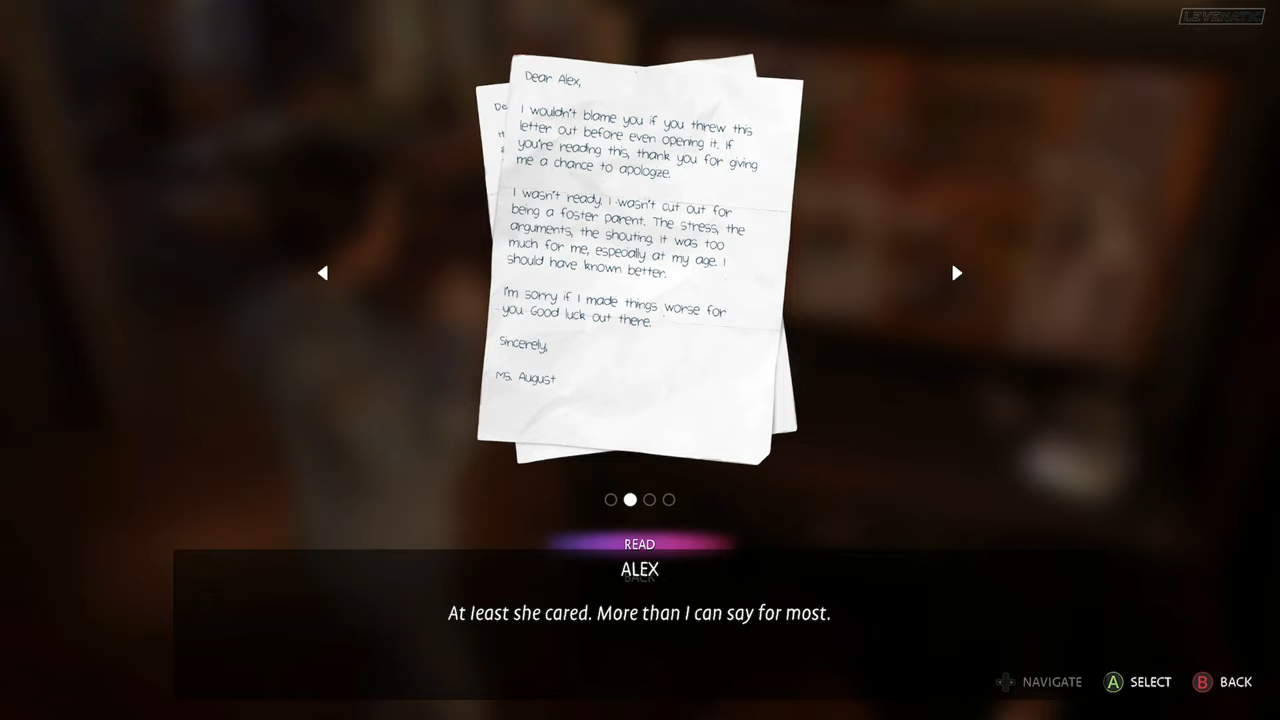 LEVENATIC
Dear Alex,
De
I wouldn't blame you if you threw this
letter out before even opening it. If
you're reading this, thank you for giving
me a chance to apologize.
I wasn't ready. I wasn't cut out for
being a foster parent. The stress, the
arguments, the shouting. It was too
much for me, especially at my age. I
should have known better.
I'm sorry if I made things worse for
you. Good luck out there.
Sincerely,
Ms. August
READ
ALEX
BACK
At least she cared. More than I can say for most.
NAVIGATE
A SELECT
B BACK